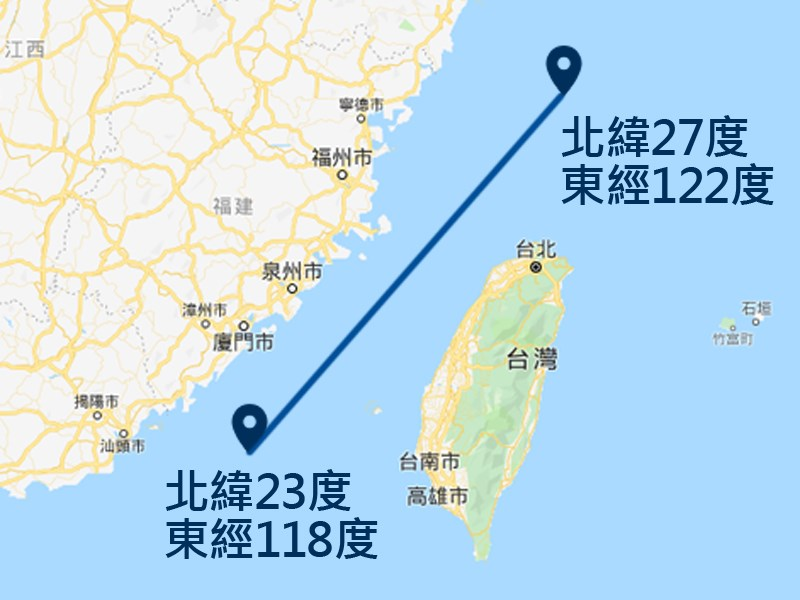 江西
寧德市
北緯27度
東經122度
福州市
福建
台北
泉州市
漳州市
廈門市
石垣
竹富町
台灣
揭陽市
汕頭市
台南市
高雄市
北緯23度
東經118度